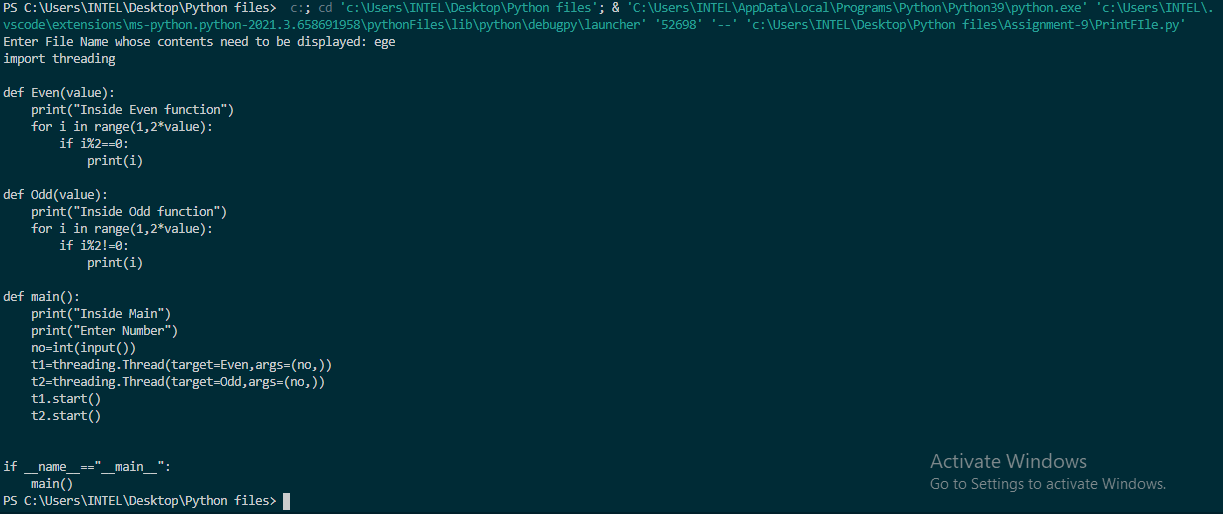 PS C:\Users\INTEL\Desktop\Python files>  c:; cd 'c:\Users\INTEL\Desktop\Python files'; & 'C:\Users\INTEL\AppData\Local\Programs\Python\Python39\python.exe' 'c:\Users\INTEL\.
vscode\extensions\ms-python.python-2021.3.658691958\pythonFiles\lib\python\debugpy\launcher' '52698' '--' 'c:\Users\INTEL\Desktop\Python files\Assignment-9\PrintFIle.py'
Enter File Name whose contents need to be displayed: ege
import threading

def Even(value):
    print("Inside Even function")
    for i in range(1,2*value):
        if i%2==0:
            print(i)

def Odd(value):
    print("Inside Odd function")
    for i in range(1,2*value):
        if i%2!=0:
            print(i)

def main():
    print("Inside Main")
    print("Enter Number")
    no=int(input())
    t1=threading.Thread(target=Even,args=(no,))
    t2=threading.Thread(target=Odd,args=(no,))
    t1.start()
    t2.start()


if __name__=="__main__":
    main()
PS C:\Users\INTEL\Desktop\Python files>
Activate Windows
Go to Settings to activate Windows.